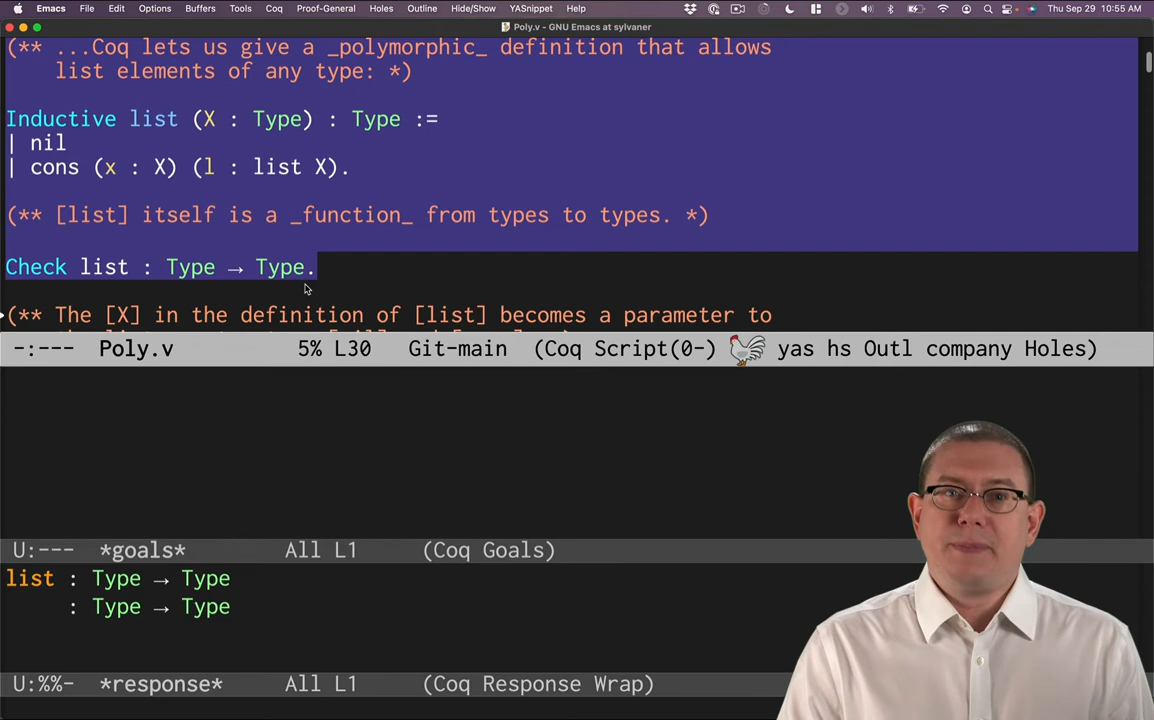 Emacs File Edit Options Buffers Tools Coq Proof-General Holes Outline Hide/Show YASnippet Help Thu Sep 29 10:55 AM
Poly.v - GNU Emacs at sylvaner
(** ...Coq lets us give a _polymorphic_ definition that allows
list elements of any type: *)
Inductive list (X : Type) : Type :=
| nil
| cons (x : X) (l : list X).
(** [list] itself is a _function_ from types to types. *)
Check list : Type → Type.
(** The [X] in the definition of [list] becomes a parameter to
-:--- Poly.v 5% L30 Git-main (Coq Script(0-) yas hs Outl company Holes)
U:--- *goals* All L1 (Coq Goals)
list : Type → Type
: Type → Type
U:%%- *response* All L1 (Coq Response Wrap)